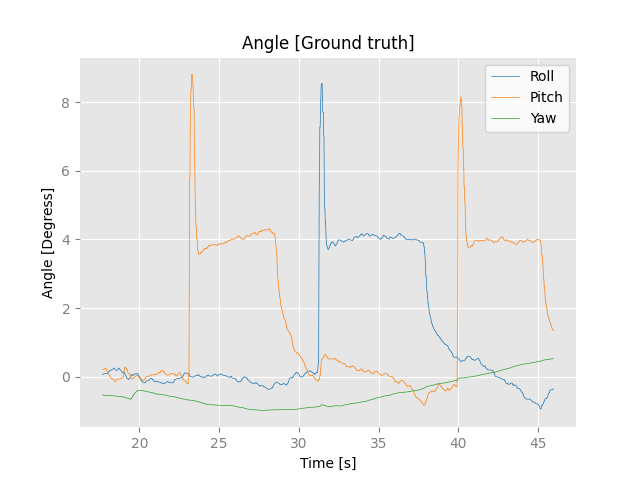 Angle [Ground truth]
Roll
Pitch
Yaw
Angle [Degress]
8
6
4
2
0
20 25 30 35 40 45
Time [s]